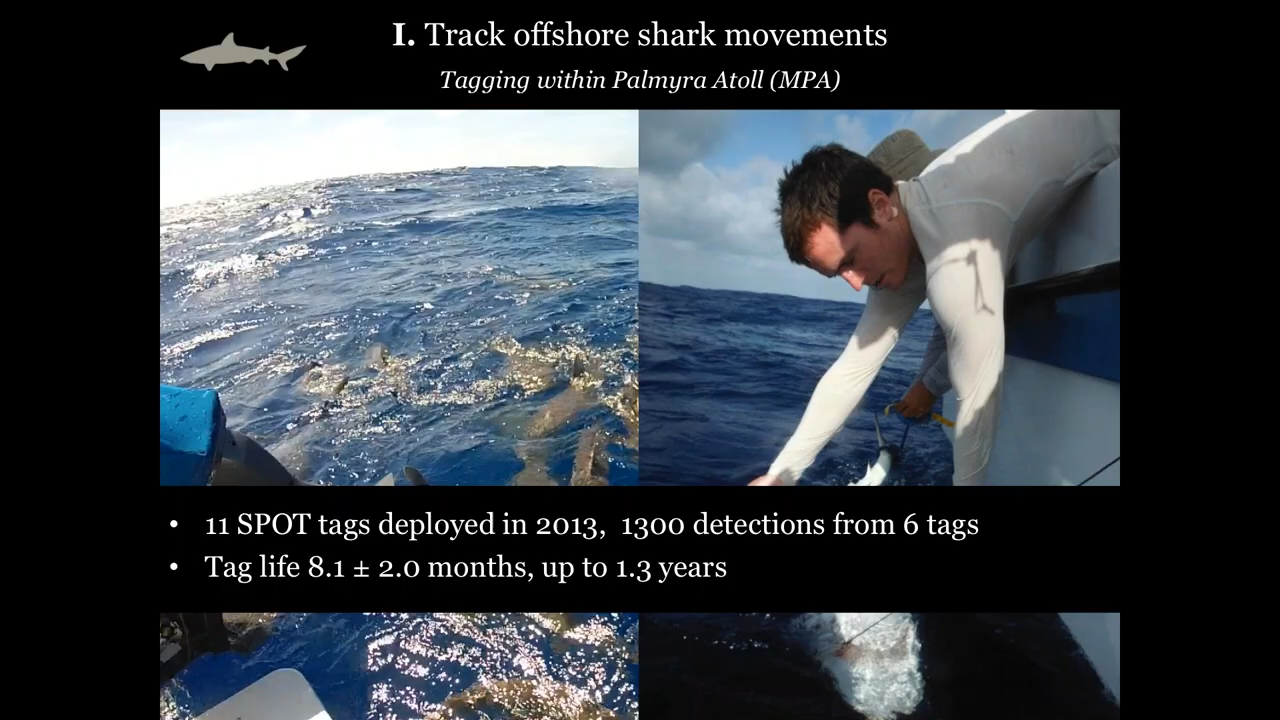 I. Track offshore shark movements
Tagging within Palmyra Atoll (MPA)
• 11 SPOT tags deployed in 2013,  1300 detections from 6 tags
• Tag life 8.1 ± 2.0 months, up to 1.3 years